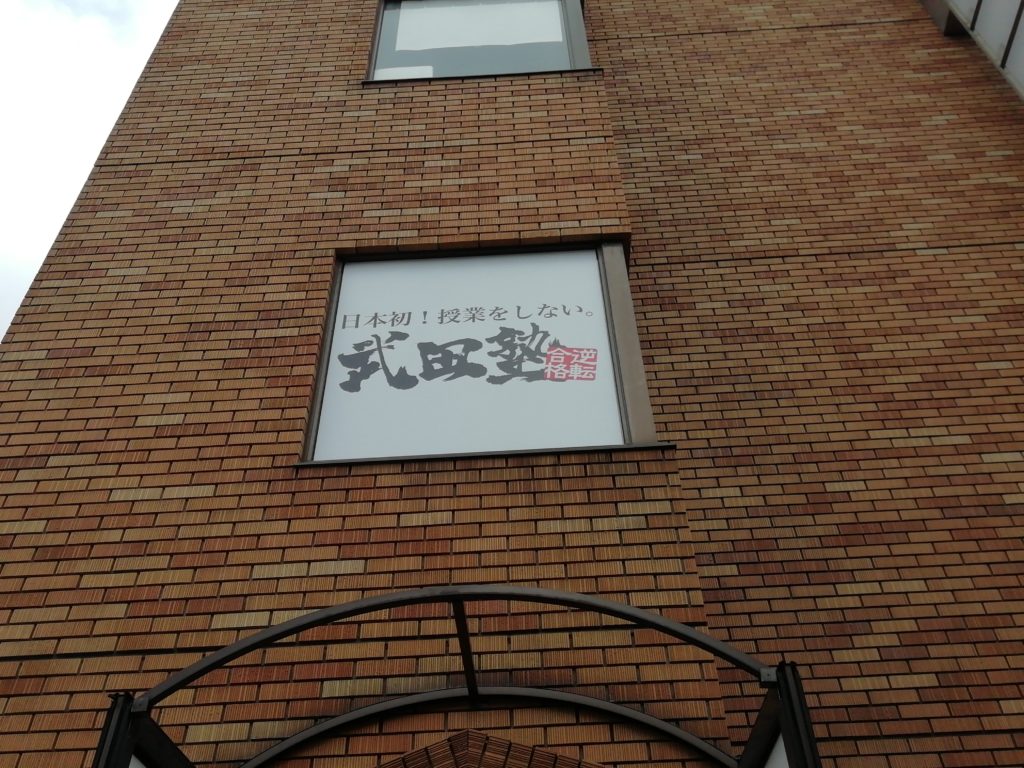 日本初！授業をしない。
武田塾
逆転
合格